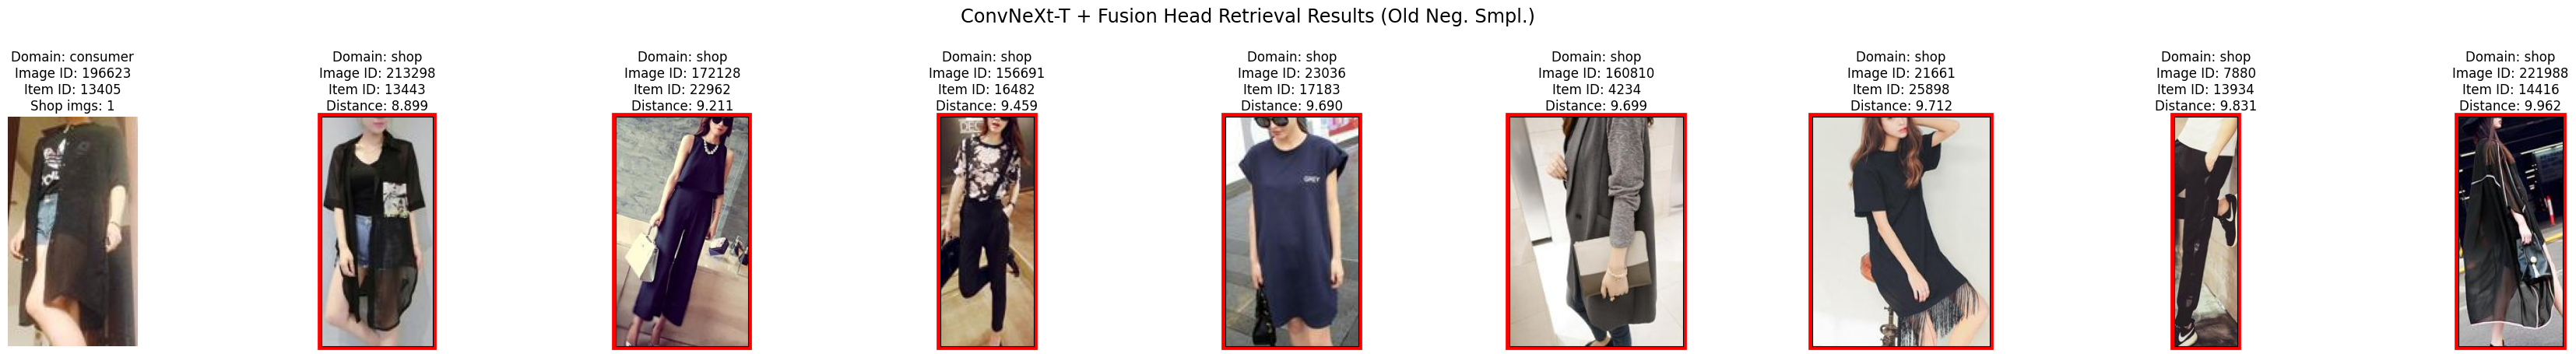 ConvNeXt-T + Fusion Head Retrieval Results (Old Neg. Smpl.)
Domain: consumer
Image ID: 196623
Item ID: 13405
Shop imgs: 1
Domain: shop
Image ID: 213298
Item ID: 13443
Distance: 8.899
Domain: shop
Image ID: 172128
Item ID: 22962
Distance: 9.211
Domain: shop
Image ID: 156691
Item ID: 16482
Distance: 9.459
Domain: shop
Image ID: 23036
Item ID: 17183
Distance: 9.690
Domain: shop
Image ID: 160810
Item ID: 4234
Distance: 9.699
Domain: shop
Image ID: 21661
Item ID: 25898
Distance: 9.712
Domain: shop
Image ID: 7880
Item ID: 13934
Distance: 9.831
Domain: shop
Image ID: 221988
Item ID: 14416
Distance: 9.962
GREY